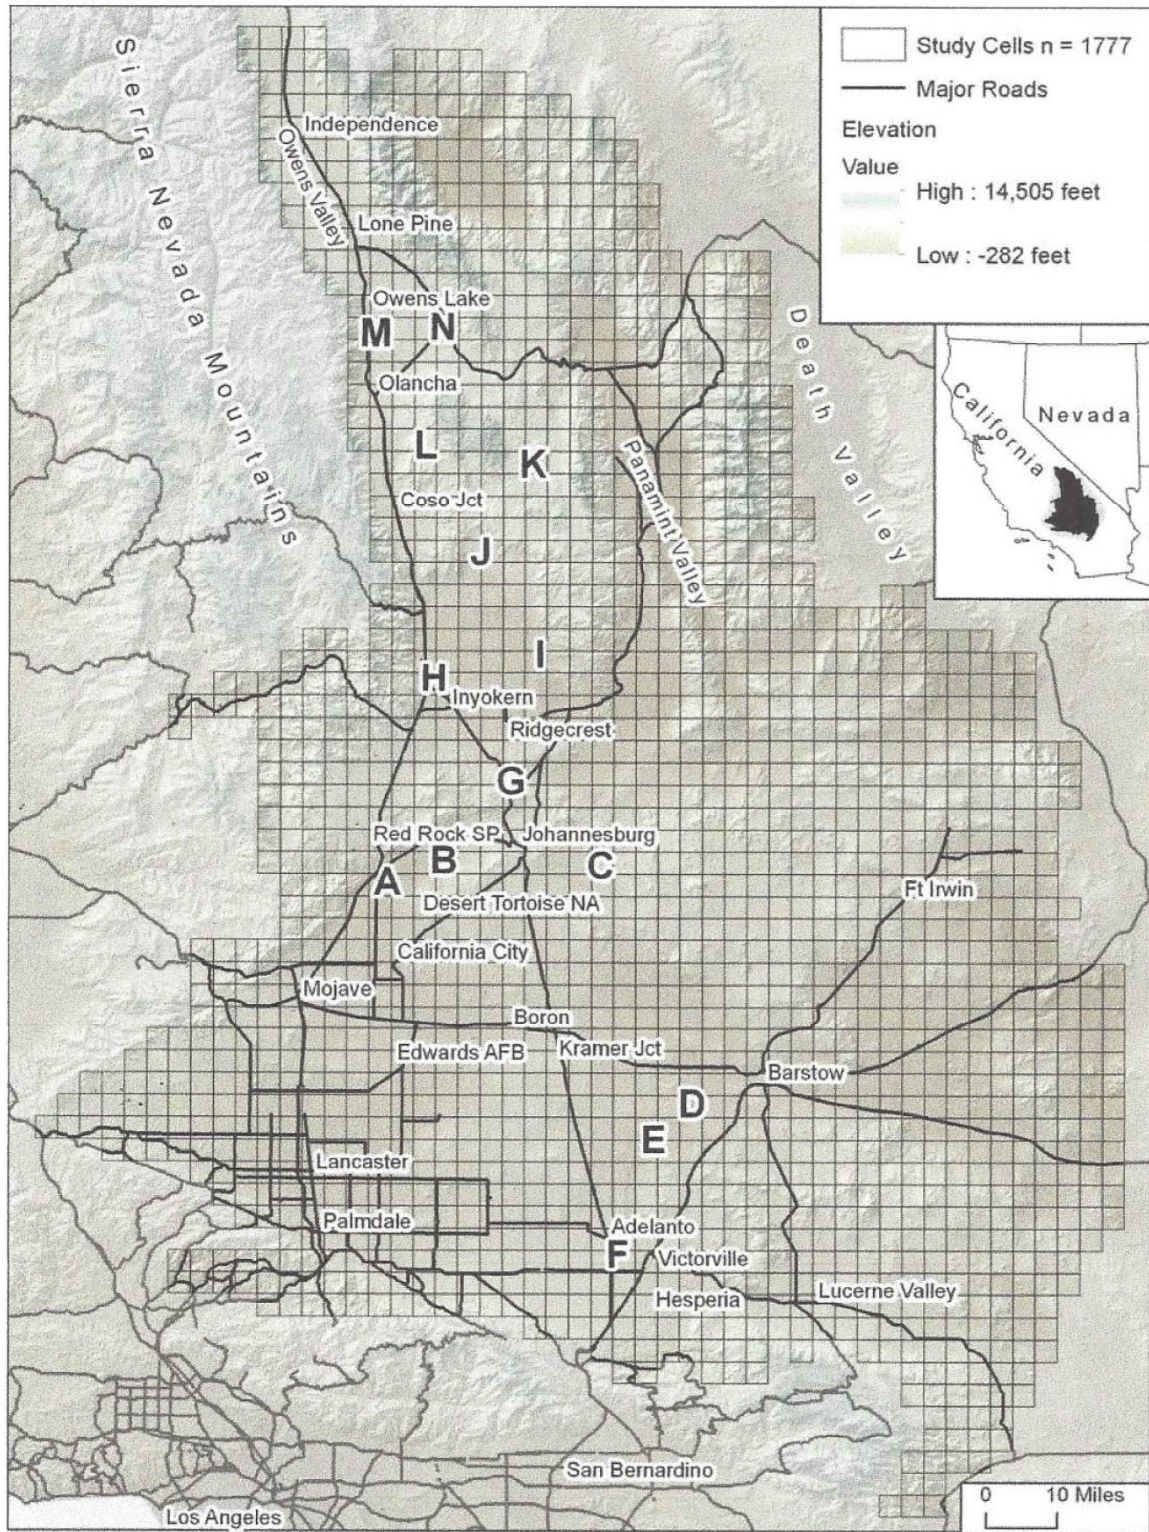 Study Cells n = 1777
Major Roads
Elevation
Value
High : 14,505 feet
Low : -282 feet
Sierra Nevada Mountains
Independence
Owens Valley
Lone Pine
Owens Lake
M
N
Olancha
Death Valley
California
Nevada
L
K
Panamint Valley
Coso Jct
J
I
H
Inyokern
Ridgecrest
G
Red Rock SP
Johannesburg
B
C
A
Ft Irwin
Desert Tortoise NA
California City
Mojave
Boron
Edwards AFB
Kramer Jct
Barstow
D
E
Lancaster
Palmdale
Adelanto
F
Victorville
Hesperia
Lucerne Valley
San Bernardino
Los Angeles
0 10 Miles